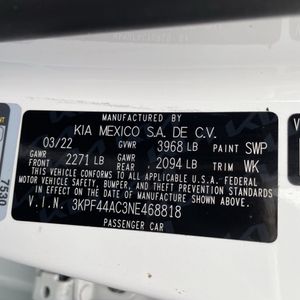 MANUFACTURED BY
KIA MEXICO S.A. DE C.V.
03/22 GVWR 3968 LB PAINT SWP
GAWR FRONT 2271 LB GAWR REAR 2094 LB TRIM WK
THIS VEHICLE CONFORMS TO ALL APPLICABLE U.S.A. FEDERAL
MOTOR VEHICLE SAFETY, BUMPER, AND THEFT PREVENTION STANDARDS
IN EFFECT ON THE DATE OF MANUFACTURE SHOWN ABOVE.
V.I.N. 3KPF44AC3NE468818
PASSENGER CAR
7530